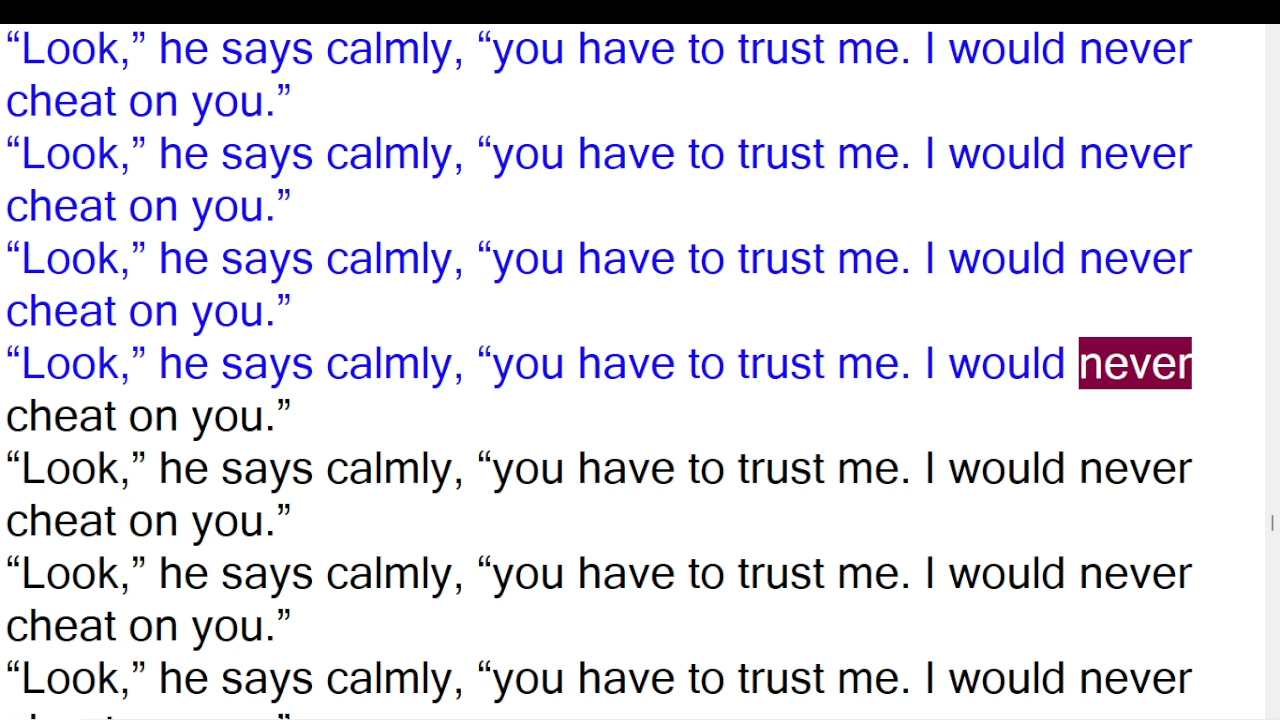 “Look,” he says calmly, “you have to trust me. I would never
cheat on you.”
“Look,” he says calmly, “you have to trust me. I would never
cheat on you.”
“Look,” he says calmly, “you have to trust me. I would never
cheat on you.”
“Look,” he says calmly, “you have to trust me. I would never
cheat on you.”
“Look,” he says calmly, “you have to trust me. I would never
cheat on you.”
“Look,” he says calmly, “you have to trust me. I would never
cheat on you.”
“Look,” he says calmly, “you have to trust me. I would never